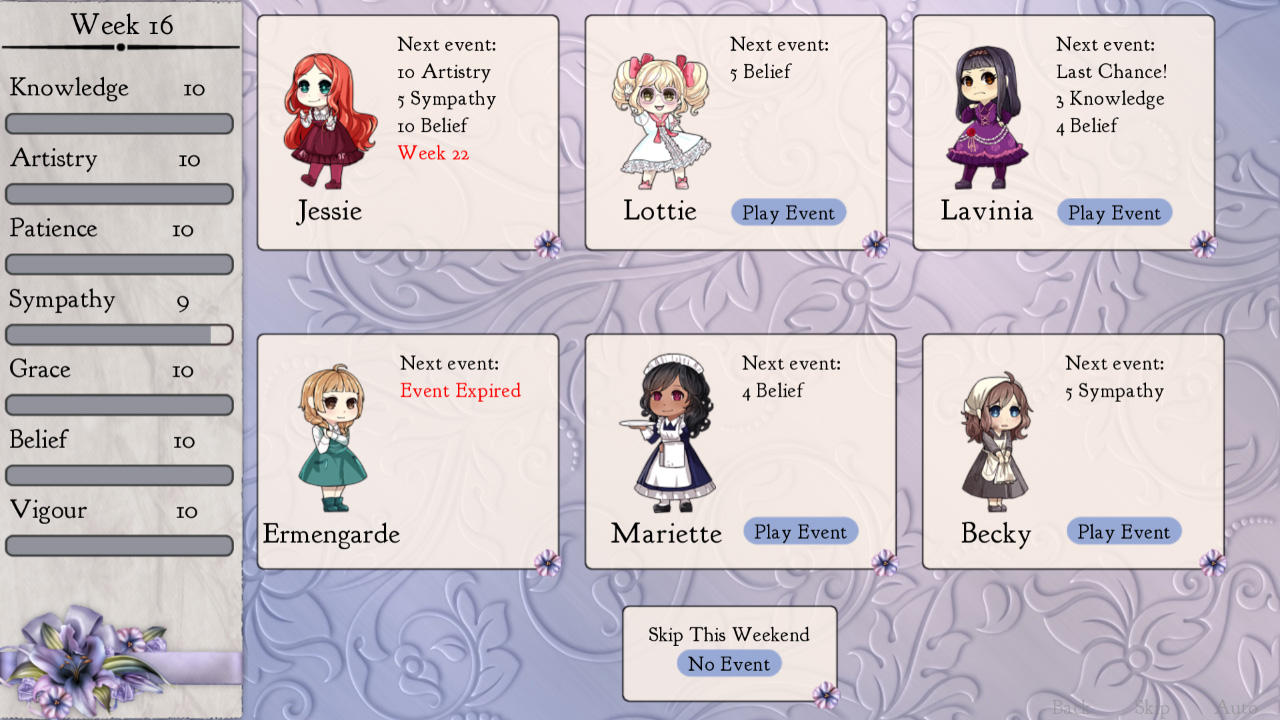 Week 16
Knowledge 10
Artistry 10
Patience 10
Sympathy 9
Grace 10
Belief 10
Vigour 10
Next event:
10 Artistry
5 Sympathy
10 Belief
Week 22
Jessie
Next event:
5 Belief
Lottie
Play Event
Next event:
Last Chance!
3 Knowledge
4 Belief
Lavinia
Play Event
Next event:
Event Expired
Ermengarde
Next event:
4 Belief
Mariette
Play Event
Next event:
5 Sympathy
Becky
Play Event
Skip This Weekend
No Event
Back Skip Auto